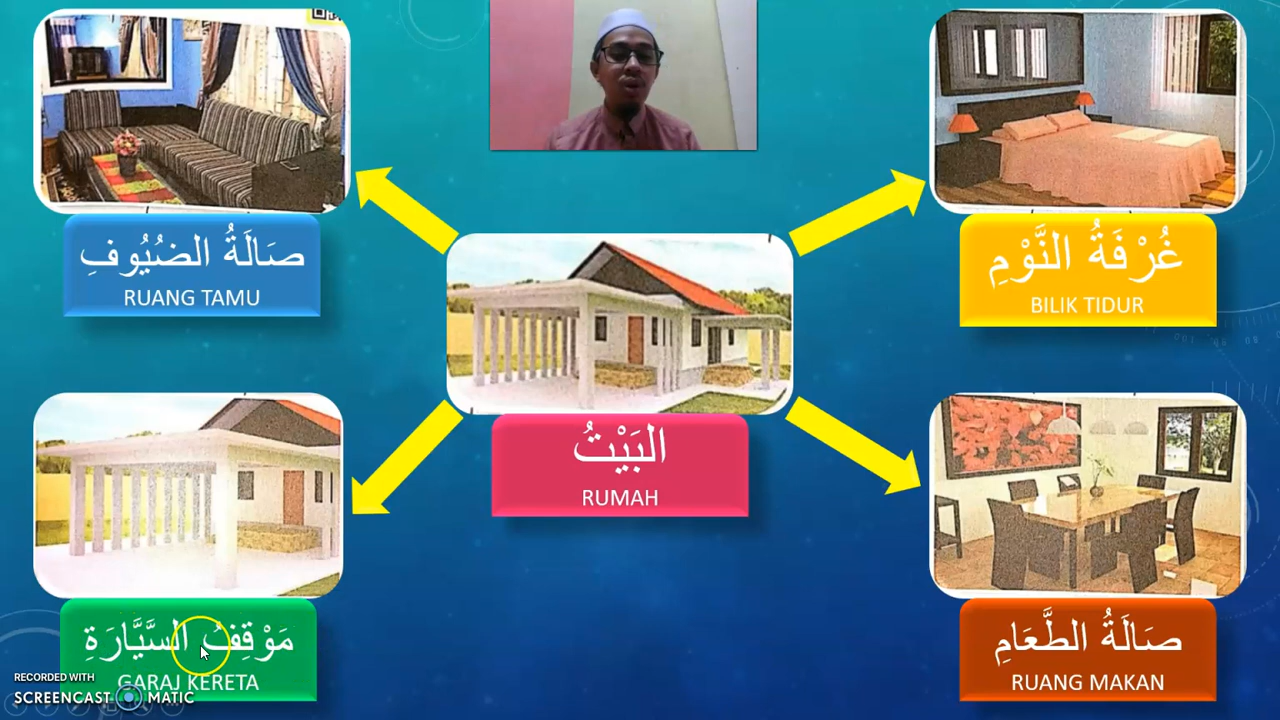 صَالَةُ الضُيُوفِ
RUANG TAMU
غُرْفَةُ النَّوْمِ
BILIK TIDUR
البَيْتُ
RUMAH
مَوْقِفُ السَّيَّارَةِ
GARAJ KERETA
صَالَةُ الطَّعَامِ
RUANG MAKAN
RECORDED WITH
SCREENCAST MATIC